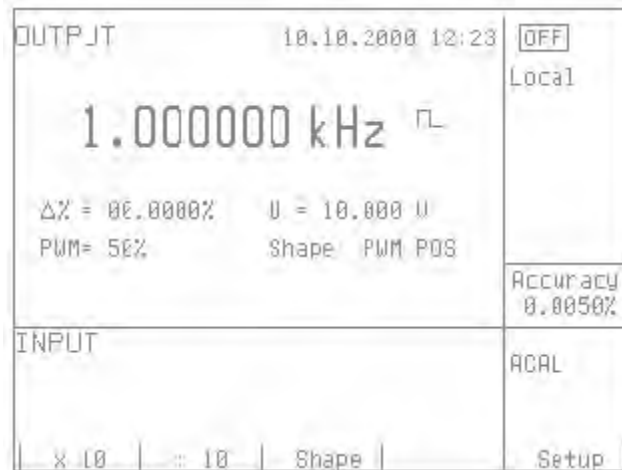 OUTPUT 10.10.2000 12:23
OFF
Local
1.000000 kHz
Δ% = 00.0000% U = 10.000 V
PWM= 50% Shape PWM POS
Accuracy
0.0050%
INPUT
ACAL
x 10 : 10 Shape Setup